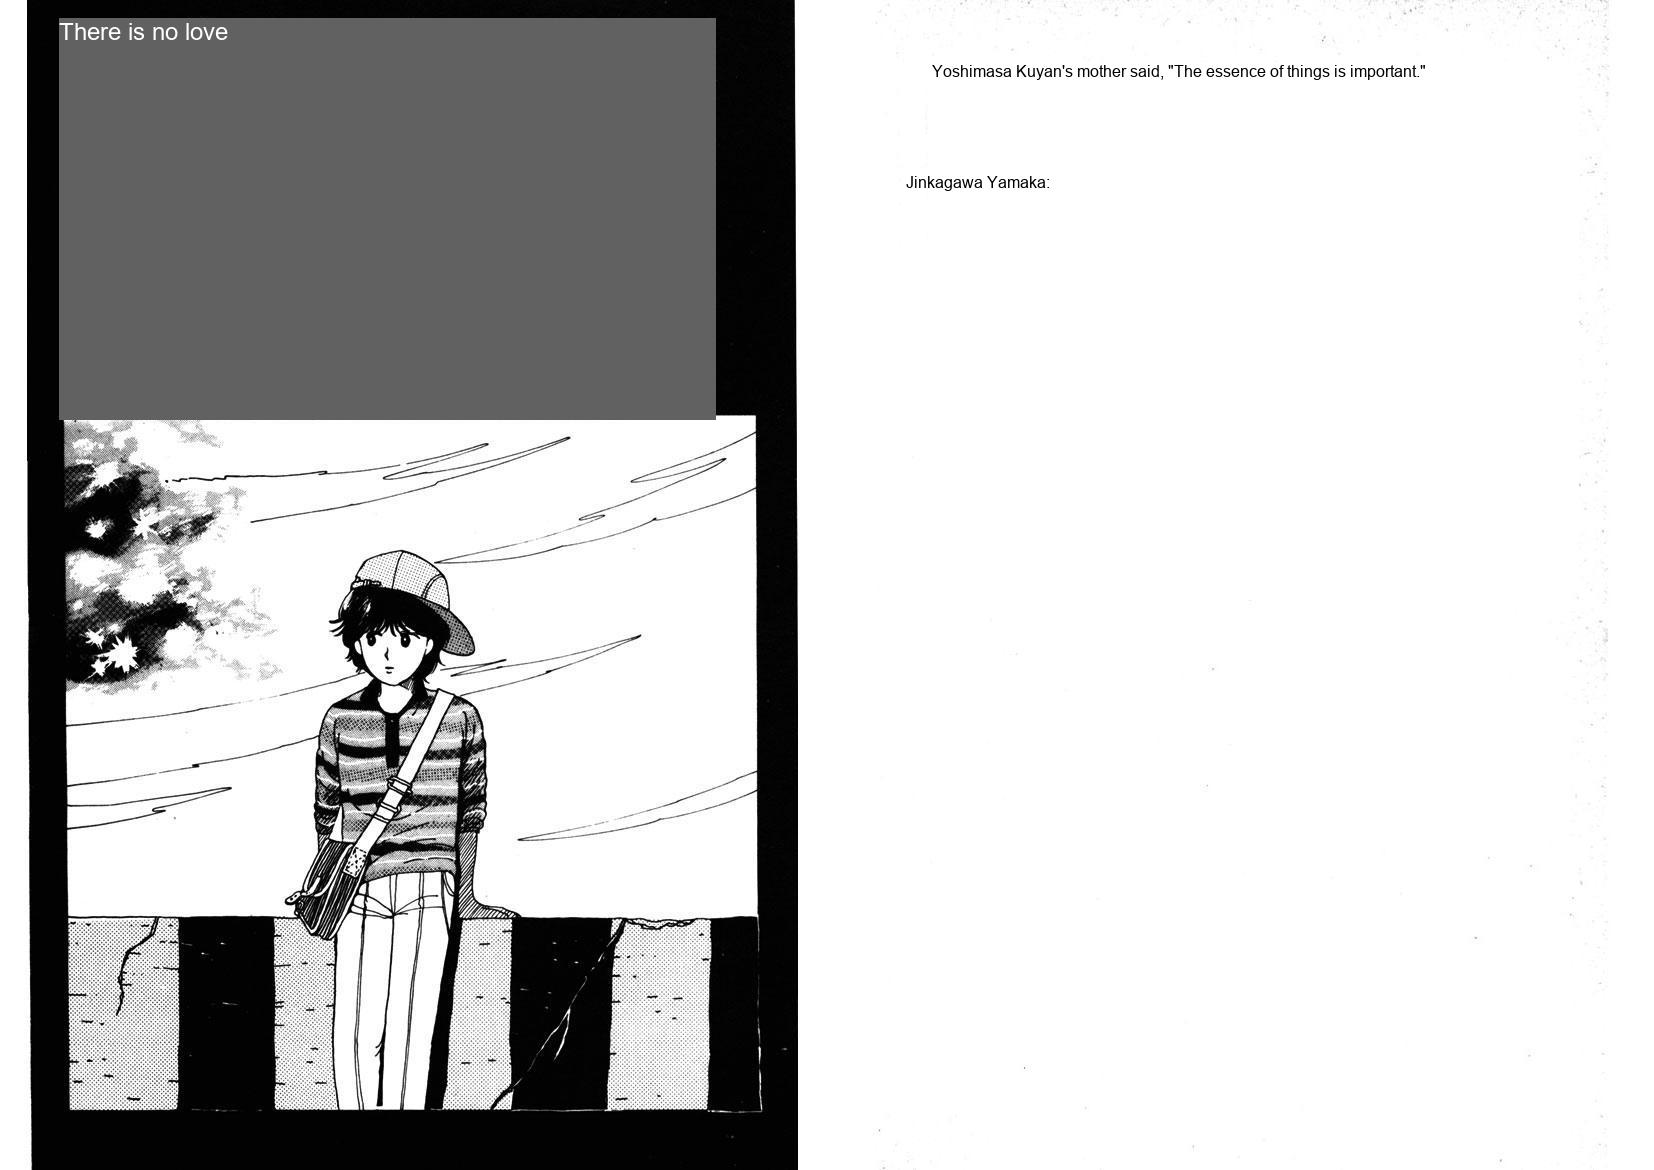 There is no love
Yoshimasa Kuyan's mother said, "The essence of things is important."
Jinkagawa Yamaka: